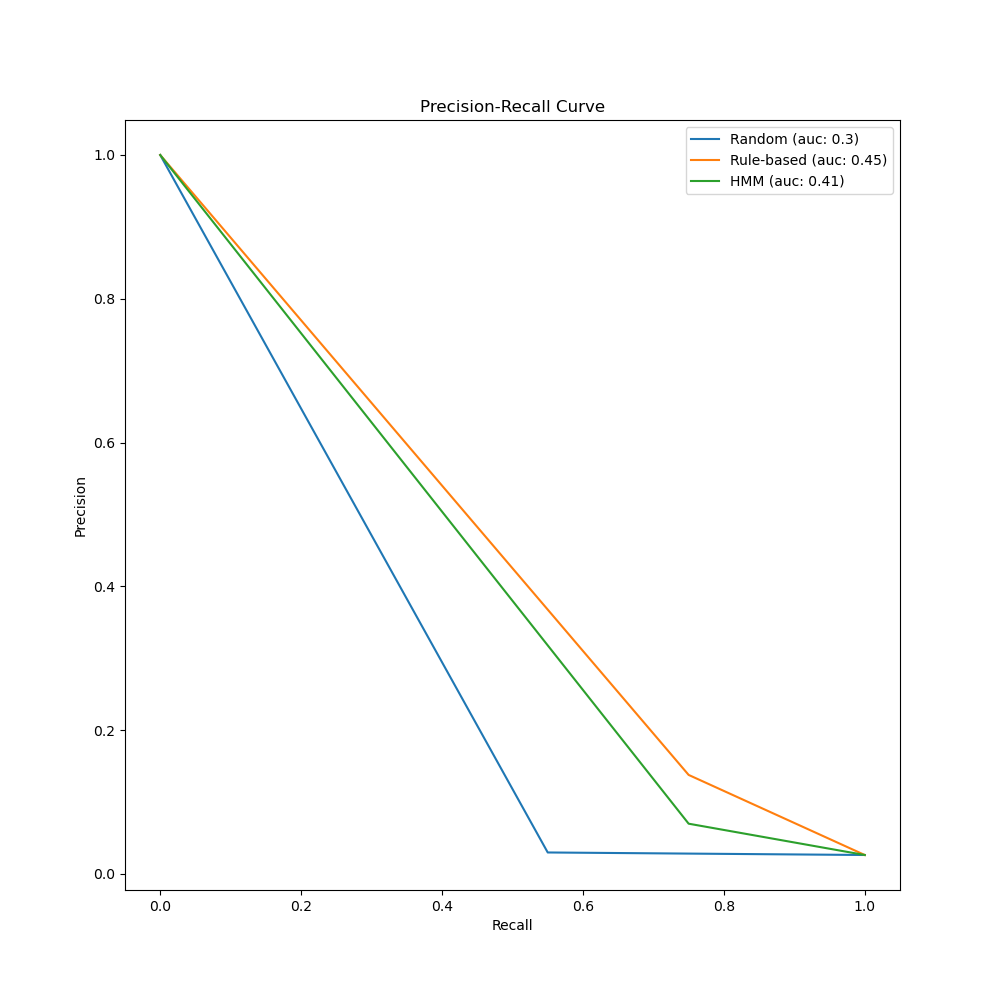 Precision-Recall Curve
Random (auc: 0.3)
Rule-based (auc: 0.45)
HMM (auc: 0.41)
1.0
0.8
0.6
0.4
0.2
0.0
Precision
0.0 0.2 0.4 0.6 0.8 1.0
Recall